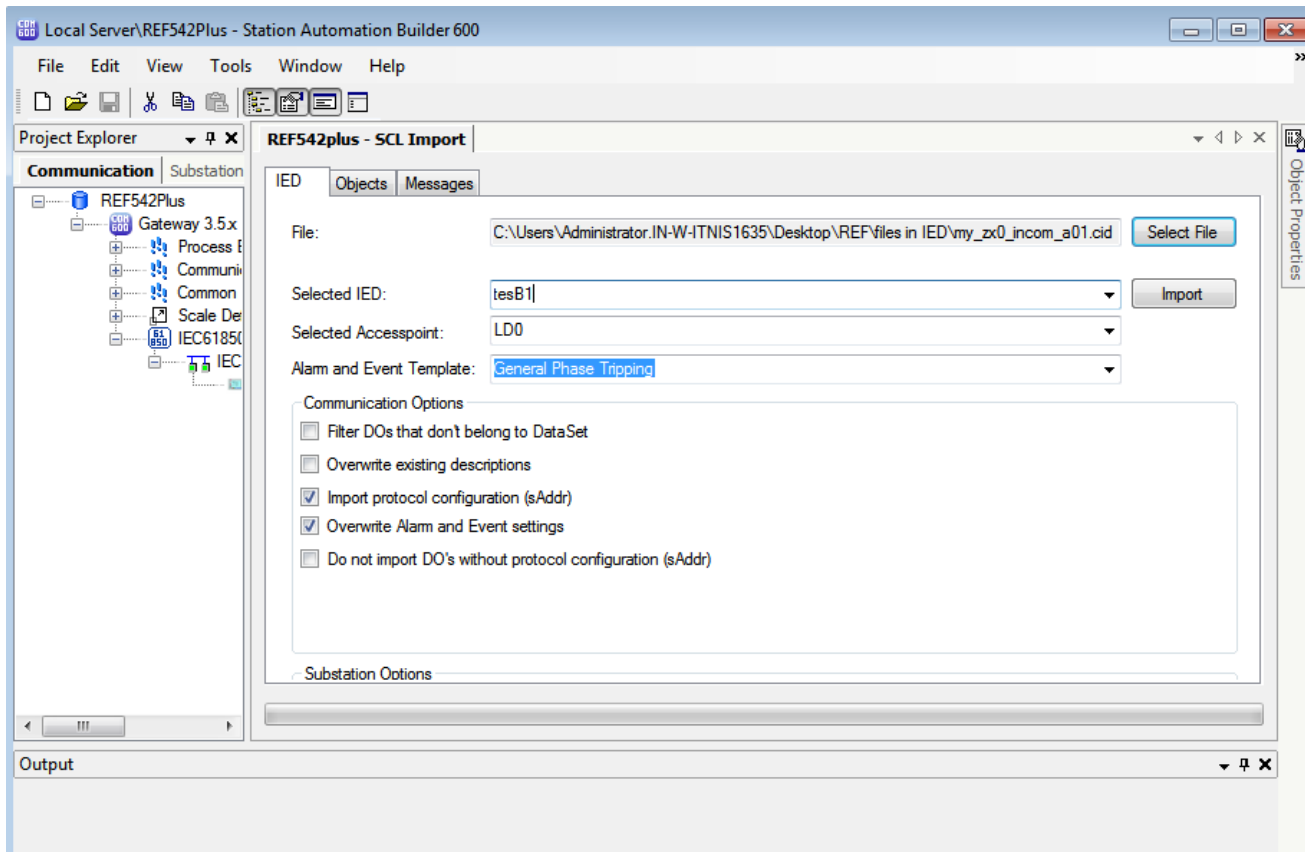 Local Server\REF542Plus - Station Automation Builder 600
File Edit View Tools Window Help
Project Explorer
Communication Substation
REF542Plus
Gateway 3.5.x
Process E
Communi
Common
Scale De
IEC6185(
IEC
REF542plus - SCL Import
IED Objects Messages
File: C:\Users\Administrator.IN-W-ITNIS1635\Desktop\REF\files in IED\my_zx0_incom_a01.cid Select File
Selected IED: tesB1 Import
Selected Accesspoint: LD0
Alarm and Event Template: General Phase Tripping
Communication Options
Filter DOs that don't belong to DataSet
Overwrite existing descriptions
Import protocol configuration (sAddr)
Overwrite Alarm and Event settings
Do not import DO's without protocol configuration (sAddr)
Substation Options
Object Properties
Output